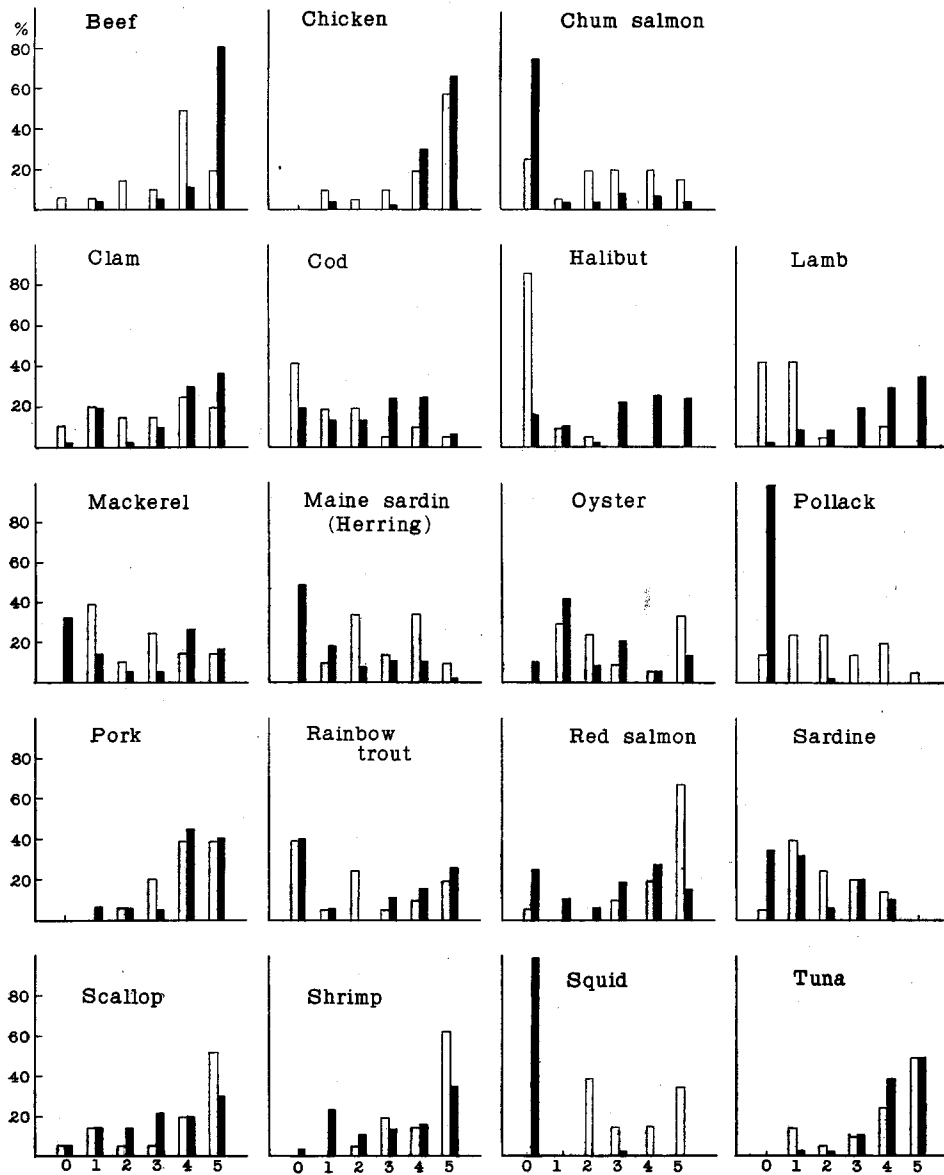 Beef Chicken Chum salmon
%
80
60
40
20
Clam Cod Halibut Lamb
80
60
40
20
Mackerel Maine sardin Oyster Pollack
(Herring)
80
60
40
20
Pork Rainbow Red salmon Sardine
trout
80
60
40
20
Scallop Shrimp Squid Tuna
80
60
40
20
0 1 2 3 4 5 0 1 2 3 4 5 0 1 2 3 4 5 0 1 2 3 4 5